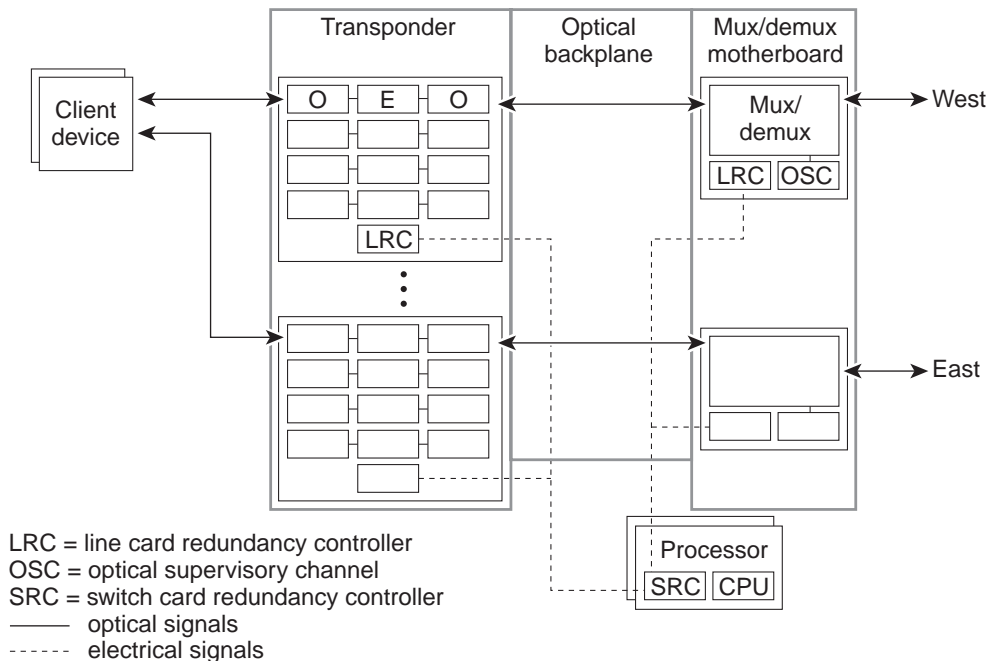 Transponder
Optical
backplane
Mux/demux
motherboard
Client
device
O E O
LRC
Mux/
demux
LRC OSC
West
East
Processor
SRC CPU
LRC = line card redundancy controller
OSC = optical supervisory channel
SRC = switch card redundancy controller
optical signals
electrical signals